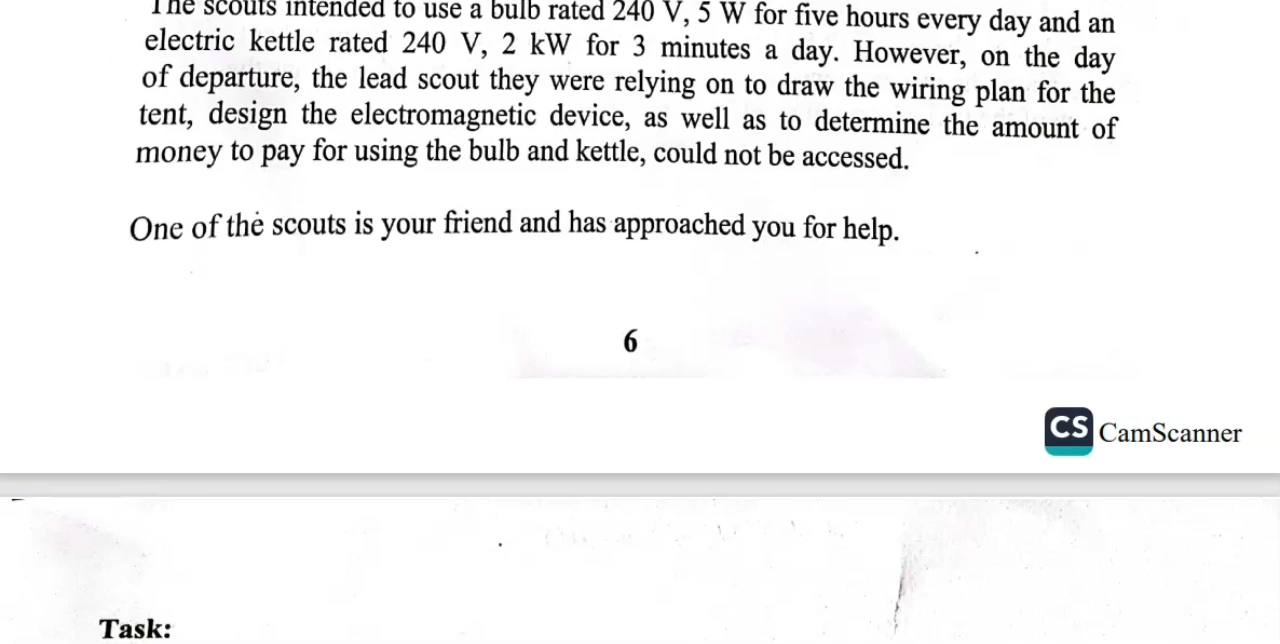 The scouts intended to use a bulb rated 240 V, 5 W for five hours every day and an
electric kettle rated 240 V, 2 kW for 3 minutes a day. However, on the day
of departure, the lead scout they were relying on to draw the wiring plan for the
tent, design the electromagnetic device, as well as to determine the amount of
money to pay for using the bulb and kettle, could not be accessed.
One of the scouts is your friend and has approached you for help.
6
CS CamScanner
Task: